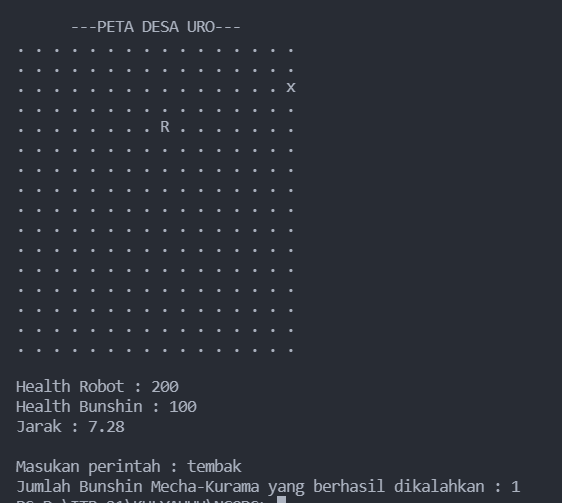 ---PETA DESA URO---
. . . . . . . . . . . . . . . .
. . . . . . . . . . . . . . . .
. . . . . . . . . . . . . . . x
. . . . . . . . . . . . . . . .
. . . . . . . . R . . . . . . .
. . . . . . . . . . . . . . . .
. . . . . . . . . . . . . . . .
. . . . . . . . . . . . . . . .
. . . . . . . . . . . . . . . .
. . . . . . . . . . . . . . . .
. . . . . . . . . . . . . . . .
. . . . . . . . . . . . . . . .
. . . . . . . . . . . . . . . .
. . . . . . . . . . . . . . . .
. . . . . . . . . . . . . . . .
. . . . . . . . . . . . . . . .
Health Robot : 200
Health Bunshin : 100
Jarak : 7.28
Masukan perintah : tembak
Jumlah Bunshin Mecha-Kurama yang berhasil dikalahkan : 1